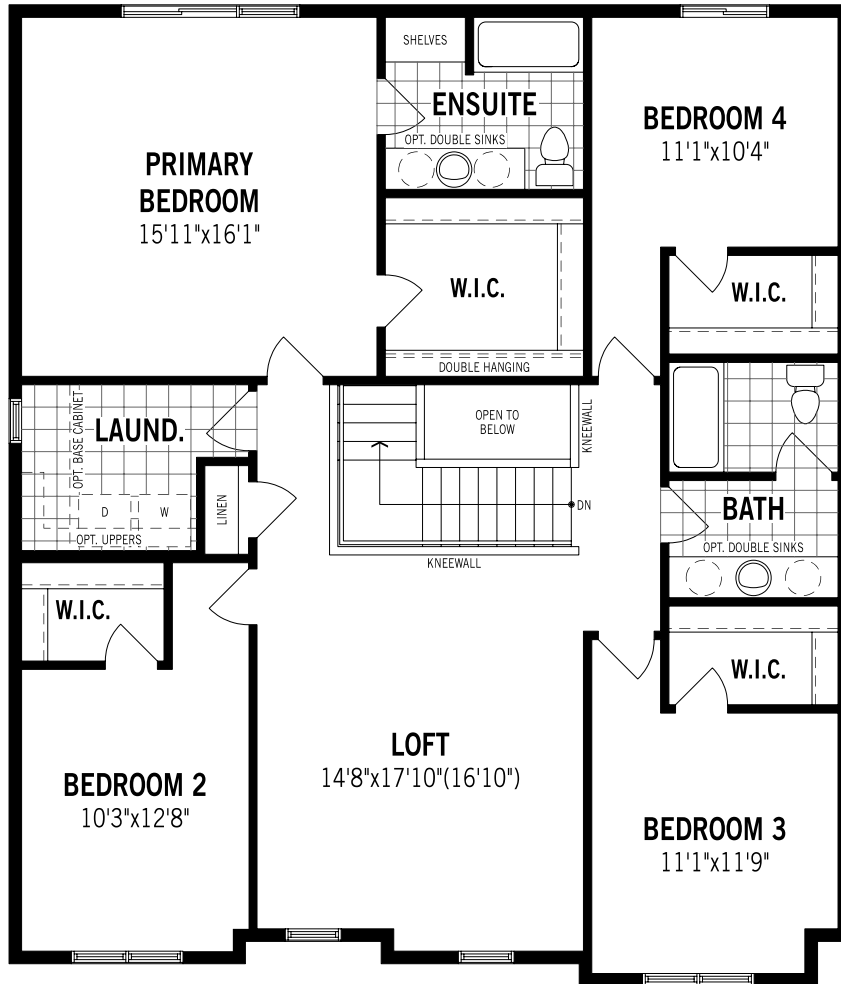 SHELVES
ENSUITE
OPT. DOUBLE SINKS
BEDROOM 4
11'1"x10'4"
PRIMARY
BEDROOM
15'11"x16'1"
W.I.C.
DOUBLE HANGING
W.I.C.
OPT. BASE CABINET
LAUND.
OPEN TO
BELOW
KNEEWALL
LINEN
D
W
OPT. UPPERS
DN
KNEEWALL
BATH
OPT. DOUBLE SINKS
W.I.C.
W.I.C.
LOFT
14'8"x17'10"(16'10")
BEDROOM 2
10'3"x12'8"
BEDROOM 3
11'1"x11'9"